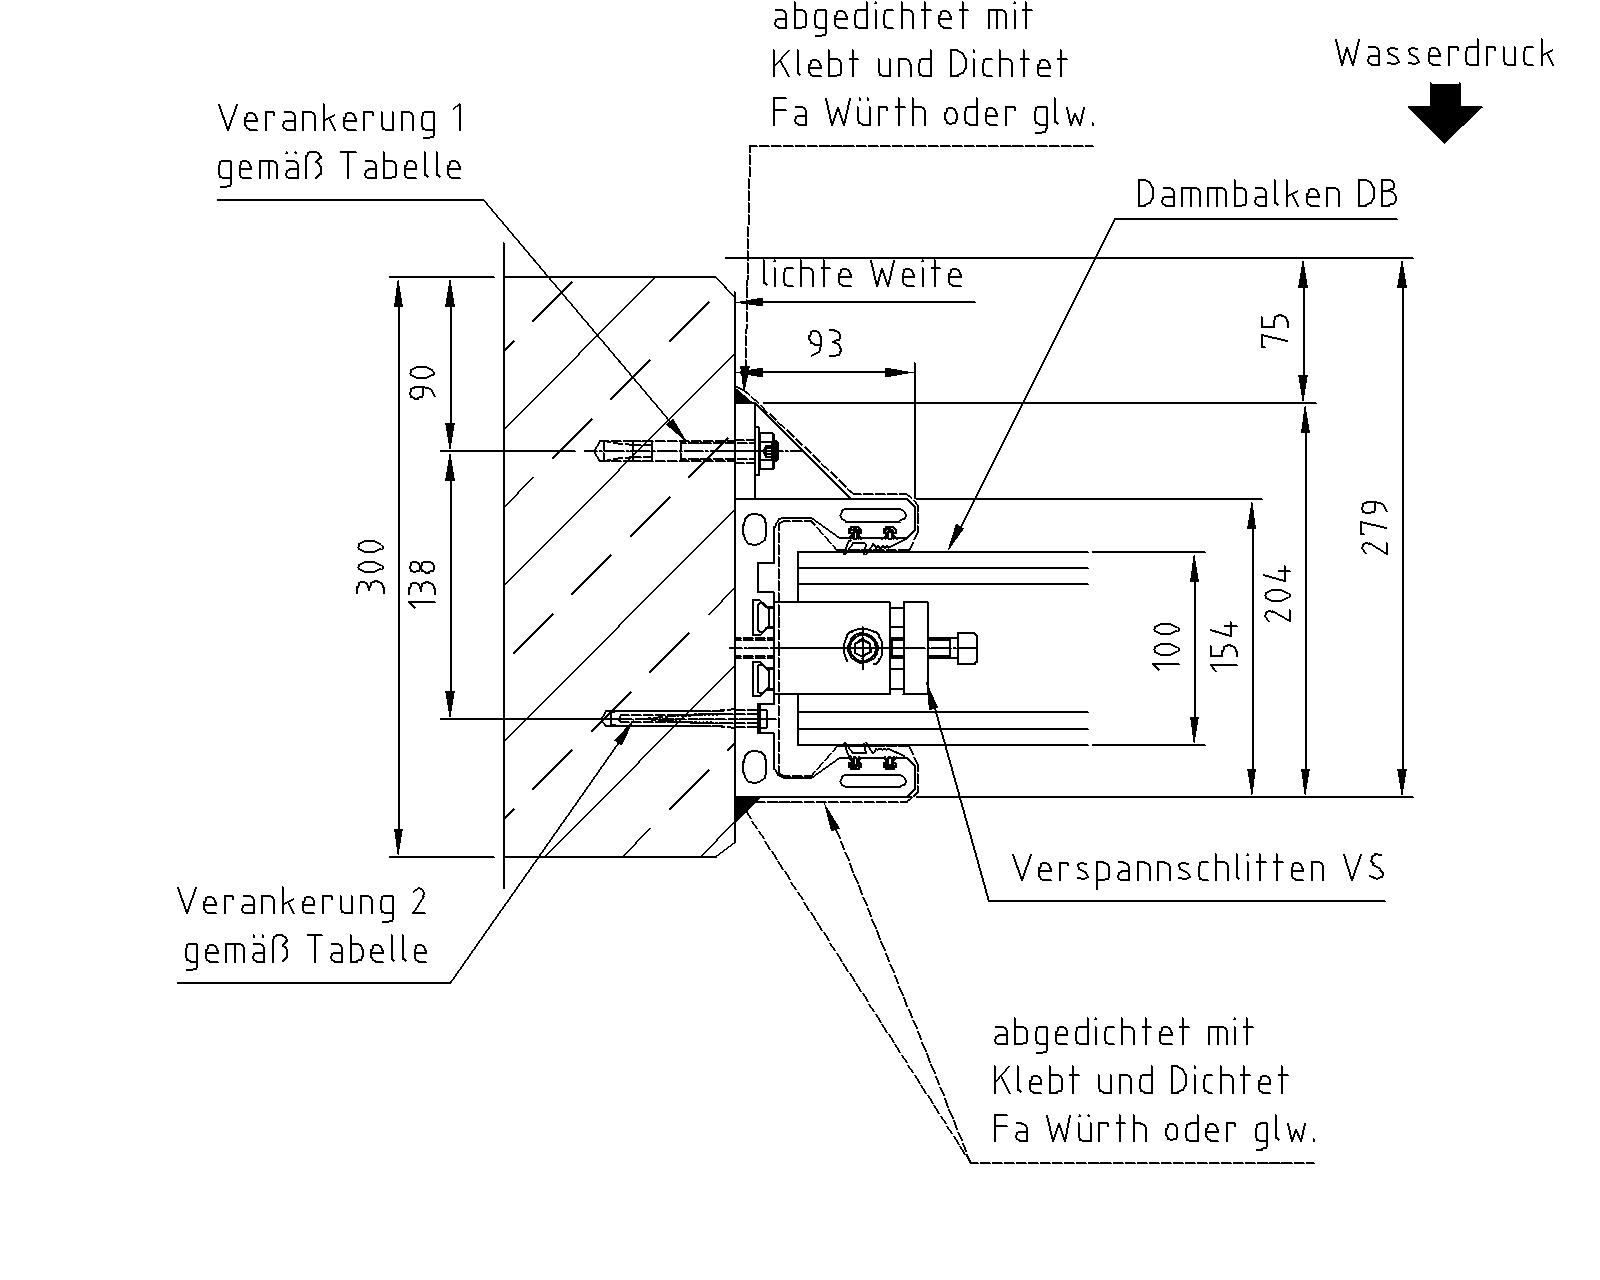 abgedichtet mit
Klebt und Dichtet
Fa Würth oder glw.
Wasserdruck
Verankerung 1
gemäß Tabelle
Dammbalken DB
lichte Weite
93
75
90
300
138
279
204
100
154
Verspannschlitten VS
Verankerung 2
gemäß Tabelle
abgedichtet mit
Klebt und Dichtet
Fa Würth oder glw.